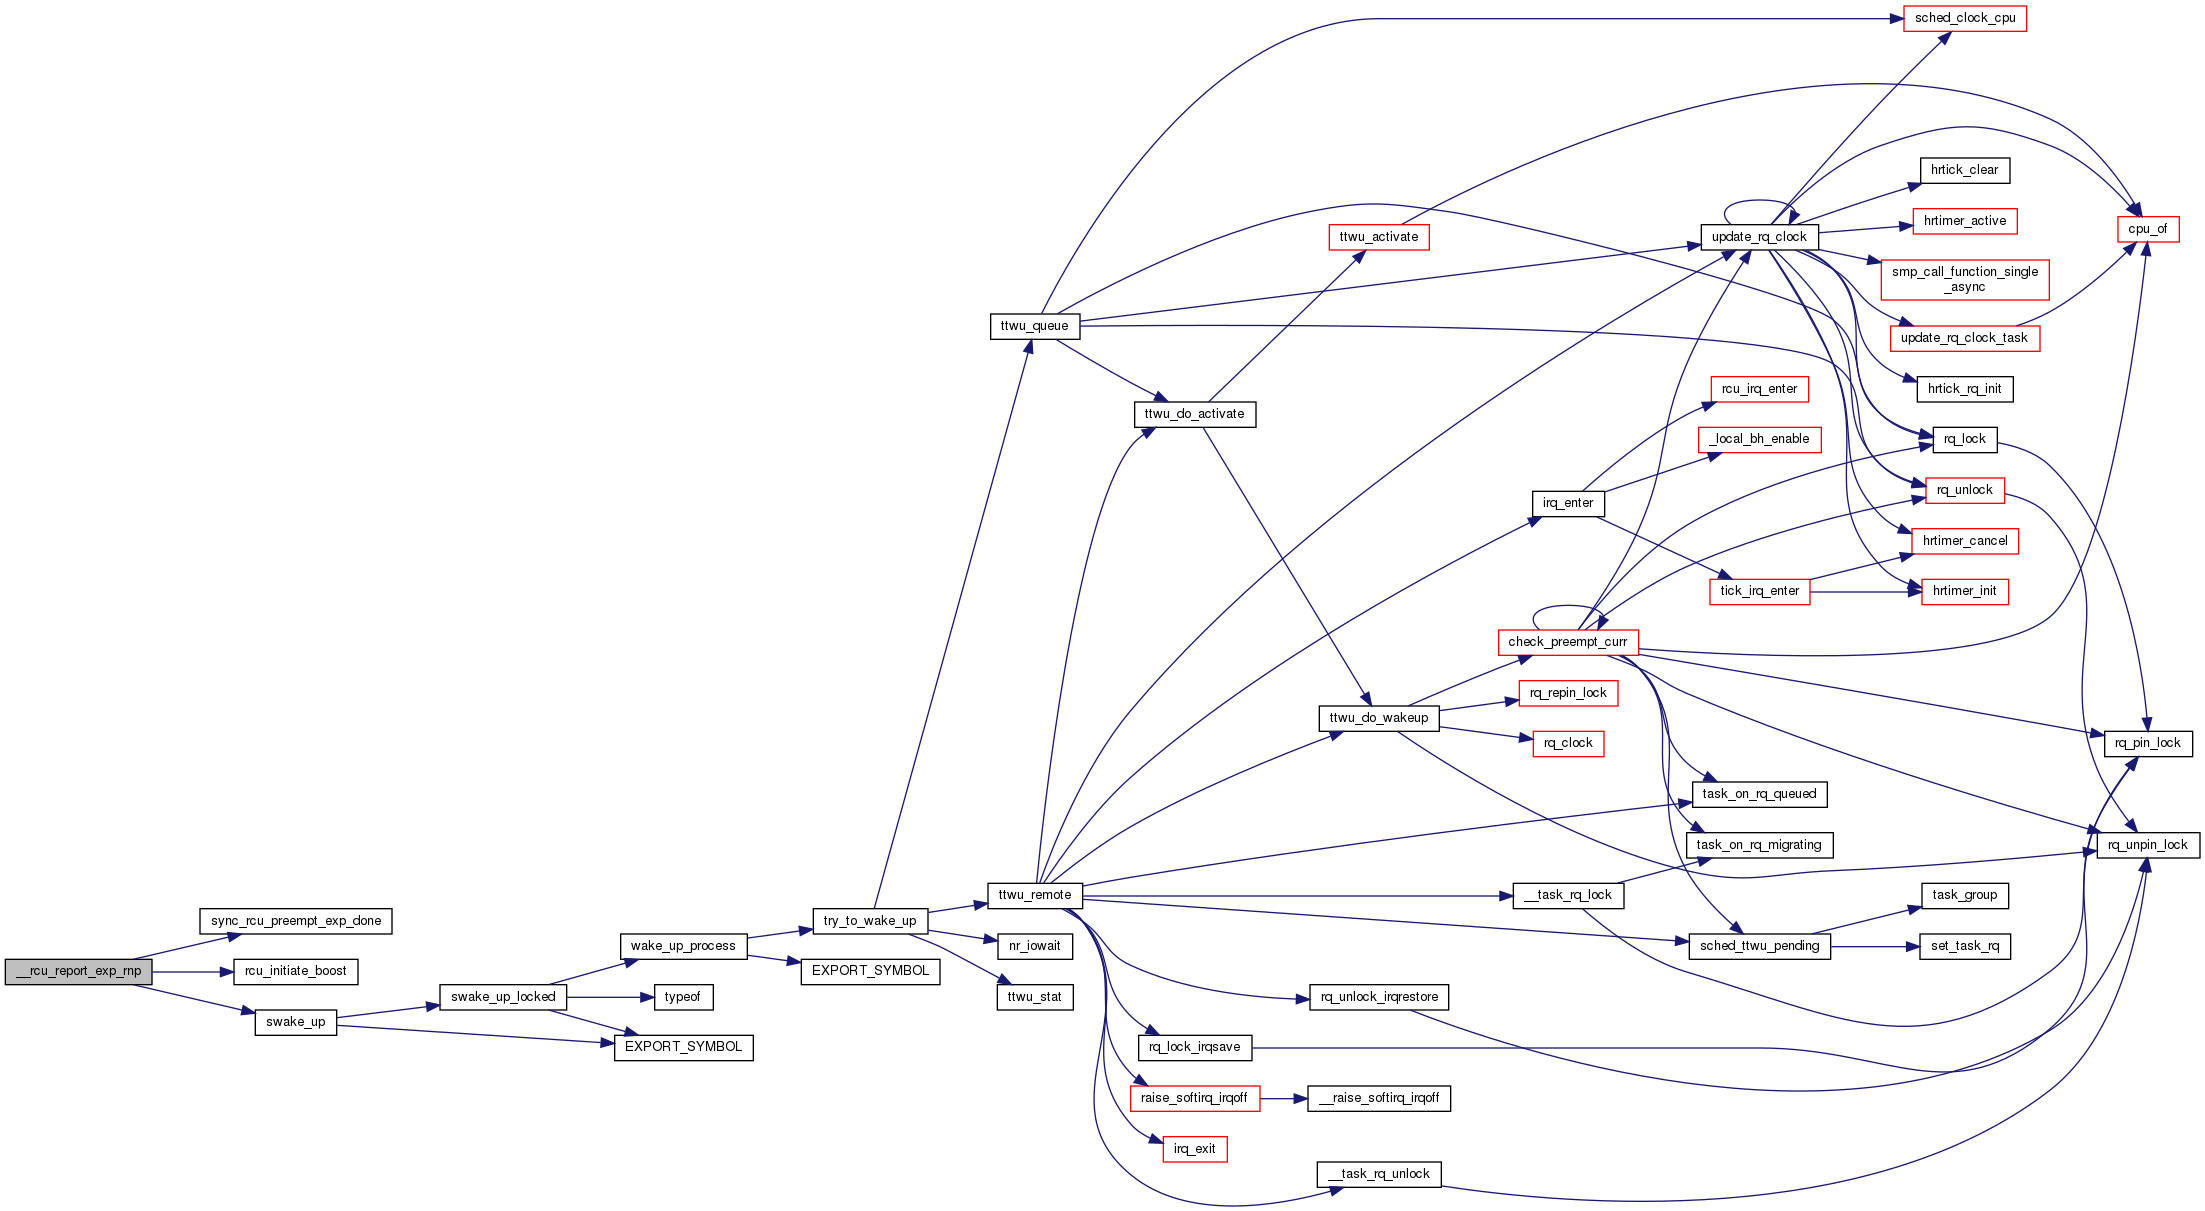 sched_clock_cpu
hrtick_clear
hrtimer_active
cpu_of
ttwu_activate
update_rq_clock
smp_call_function_single
_async
ttwu_queue
update_rq_clock_task
rcu_irq_enter
hrtick_rq_init
ttwu_do_activate
_local_bh_enable
rq_lock
irq_enter
rq_unlock
hrtimer_cancel
tick_irq_enter
hrtimer_init
check_preempt_curr
rq_repin_lock
ttwu_do_wakeup
rq_clock
rq_pin_lock
task_on_rq_queued
task_on_rq_migrating
rq_unpin_lock
ttwu_remote
__task_rq_lock
task_group
sync_rcu_preempt_exp_done
try_to_wake_up
wake_up_process
nr_iowait
sched_ttwu_pending
set_task_rq
__rcu_report_exp_rnp
rcu_initiate_boost
EXPORT_SYMBOL
swake_up_locked
typeof
ttwu_stat
rq_unlock_irqrestore
swake_up
EXPORT_SYMBOL
rq_lock_irqsave
raise_softirq_irqoff
__raise_softirq_irqoff
irq_exit
__task_rq_unlock